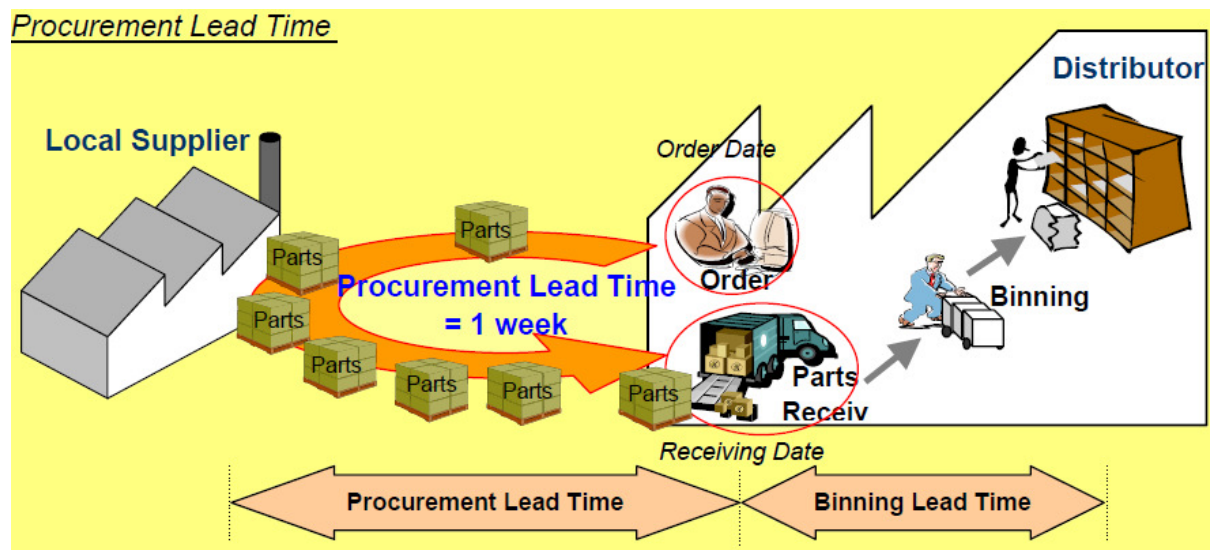 Procurement Lead Time
Distributor
Local Supplier
Order Date
Parts
Parts
Order
Procurement Lead Time
= 1 week
Binning
Parts
Parts
Parts
Parts
Parts
Parts
Receiv
Receiving Date
Procurement Lead Time
Binning Lead Time